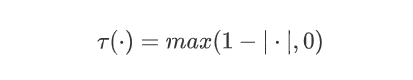 τ(·) = max(1 − | · |, 0)